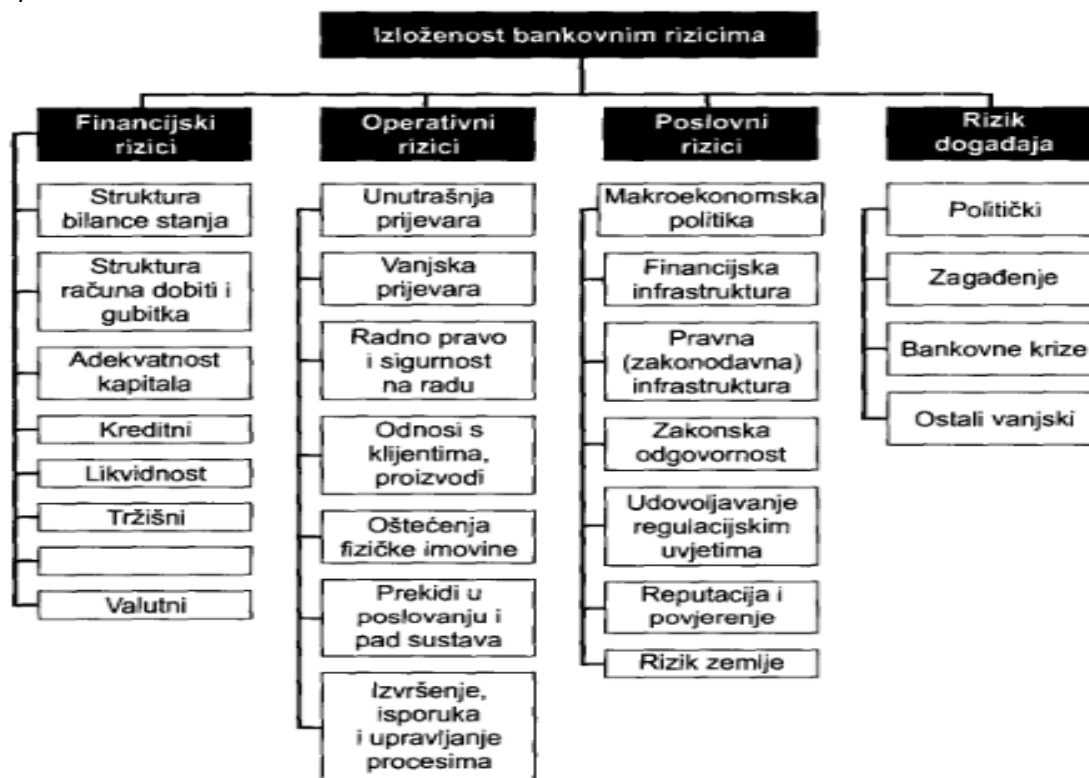 Izloženost bankovnim rizicima
Financijski
rizici
Struktura
bilance stanja
Struktura
računa dobiti i
gubitka
Adekvatnost
kapitala
Kreditni
Likvidnost
Tržišni
Valutni
Operativni
rizici
Unutrašnja
prijevara
Vanjska
prijevara
Radno pravo
i sigurnost
na radu
Odnosi s
klijentima,
proizvodi
Oštećenja
fizičke imovine
Prekidi u
poslovanju i
pad sustava
Izvršenje,
isporuka
i upravljanje
procesima
Poslovni
rizici
Makroekonomska
politika
Financijska
infrastruktura
Pravna
(zakonodavna)
infrastruktura
Zakonska
odgovornost
Udovoljavanje
regulacijskim
uvjetima
Reputacija i
povjerenje
Rizik zemlje
Rizik
događaja
Politički
Zagađenje
Bankovne krize
Ostali vanjski